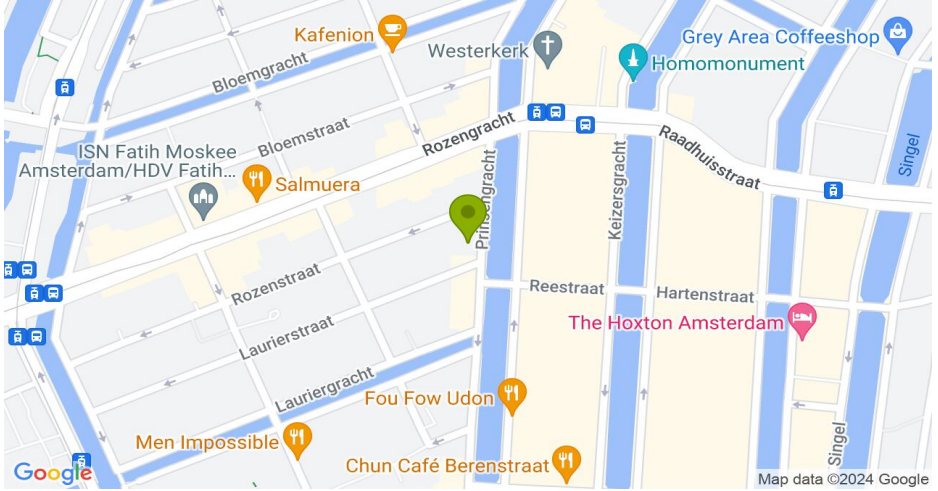 Kafenion
Westerkerk
Grey Area Coffeeshop
Homomonument
Bloemgracht
Bloemstraat
Rozengracht
Raadhuisstraat
Singel
ISN Fatih Moskee
Amsterdam/HDV Fatih...
Salmuera
Prinsengracht
Keizersgracht
Rozenstraat
Reestraat
Hartenstraat
Laurierstraat
The Hoxton Amsterdam
Lauriergracht
Fou Fow Udon
Men Impossible
Chun Café Berenstraat
Singel
Google
Map data ©2024 Google